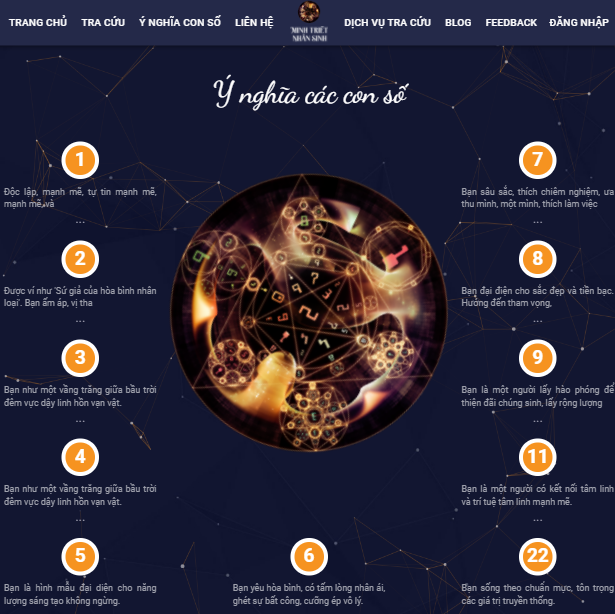 TRANG CHỦ
TRA CỨU
Ý NGHĨA CON SỐ
LIÊN HỆ
MINH TRIẾT
NHÂN SINH
DỊCH VỤ TRA CỨU
BLOG
FEEDBACK
ĐĂNG NHẬP
Ý nghĩa các con số
1
Độc lập, mạnh mẽ, tự tin mạnh mẽ,
mạnh mẽ,và
...
2
Được ví như 'Sứ giả của hòa bình nhân
loại'. Bạn ấm áp, vị tha
...
3
Bạn như một vầng trăng giữa bầu trời
đêm vực dậy linh hồn vạn vật.
...
4
Bạn như một vầng trăng giữa bầu trời
đêm vực dậy linh hồn vạn vật.
...
5
Bạn là hình mẫu đại diện cho năng
lượng sáng tạo không ngừng.
6
Bạn yêu hòa bình, có tấm lòng nhân ái,
ghét sự bất công, cưỡng ép vô lý.
7
Bạn sâu sắc, thích chiêm nghiệm, ưa
thu mình, một mình, thích làm việc
...
8
Bạn đại diện cho sắc đẹp và tiền bạc.
Hướng đến tham vọng,
...
9
Bạn là một người lấy hào phóng để
thiện đãi chúng sinh, lấy rộng lượng
...
11
Bạn là một người có kết nối tâm linh
và trí tuệ tâm linh mạnh mẽ.
...
22
Bạn sống theo chuẩn mực, tôn trọng
các giá trị truyền thống.